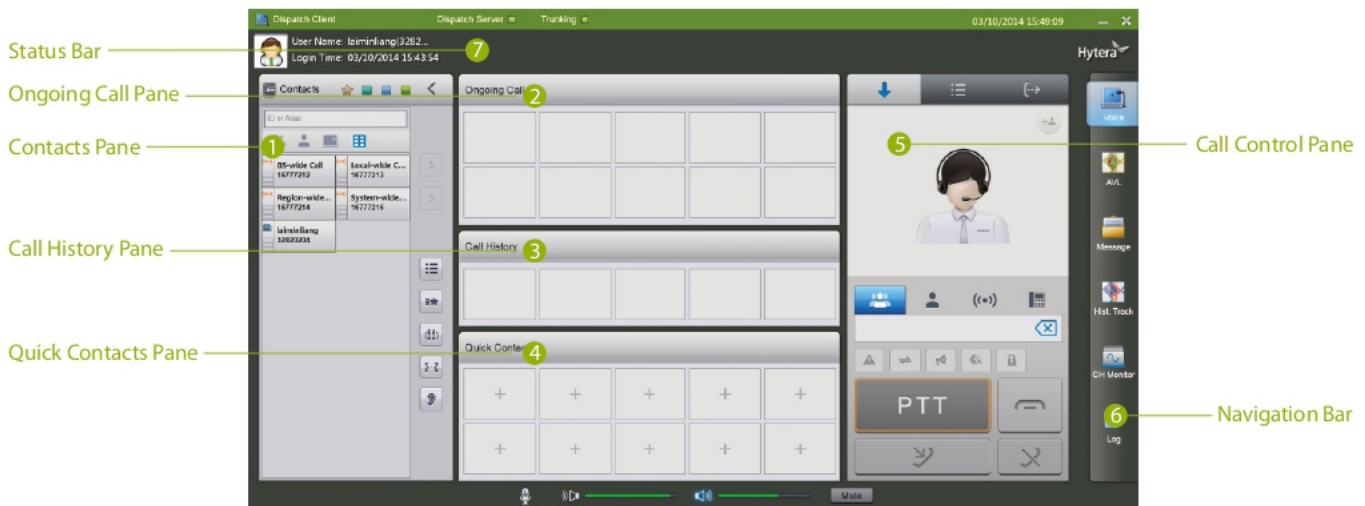 Dispatch Client Dispatch Server Trunking 03/10/2014 15:49:09
Status Bar
User Name: laiminliang|3282...
Login Time: 03/10/2014 15:43:54
7
Hytera
Ongoing Call Pane
Contacts
Ongoing Call
2
Voice
ID or Alias
Contacts Pane
1
5
Call Control Pane
BS-wide Call
16777212
Local-wide C...
16777213
AVL
Region-wide...
16777214
System-wide...
16777216
laiminliang
32820204
Call History Pane
Call History
3
Message
Hist. Track
Quick Contacts Pane
Quick Contac
4
CH Monitor
PTT
6
Navigation Bar
Log
Mute